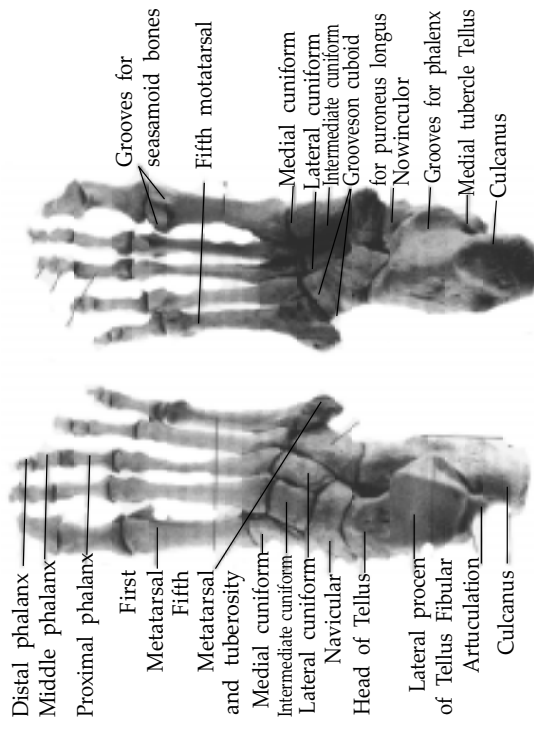 Grooves for
seasamoid bones
Fifth motatarsal
Medial cuniform
Lateral cuniform
Intermediate cuniform
Grooveson cuboid
for puroneus longus
Nowinculor
Grooves for phalenx
Medial tubercle Tellus
Culcanus
Distal phalanx
Middle phalanx
Proximal phalanx
First
Metatarsal
Fifth
Metatarsal
and tuberosity
Medial cuniform
Intermediate cuniform
Lateral cuniform
Navicular
Head of Tellus
Lateral procen
of Tellus Fibular
Artuculation
Culcanus